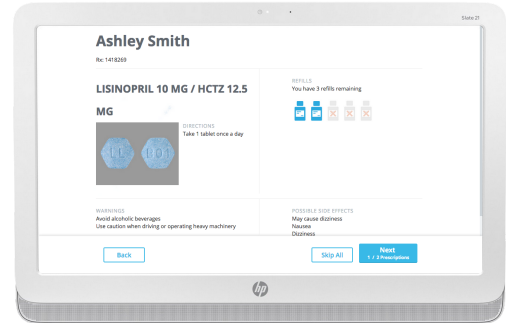 Slate 21
Ashley Smith
Rx: 1418269
LISINOPRIL 10 MG / HCTZ 12.5
MG
DIRECTIONS
Take 1 tablet once a day
REFILLS
You have 3 refills remaining
WARNINGS
Avoid alcoholic beverages
Use caution when driving or operating heavy machinery
POSSIBLE SIDE EFFECTS
May cause dizziness
Nausea
Dizziness
Back
Skip All
Next
1 / 3 Prescriptions
hp